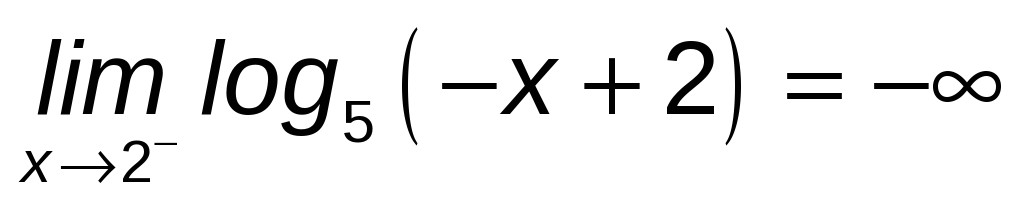 lim log₅ (−x + 2) = −∞
x→2⁻